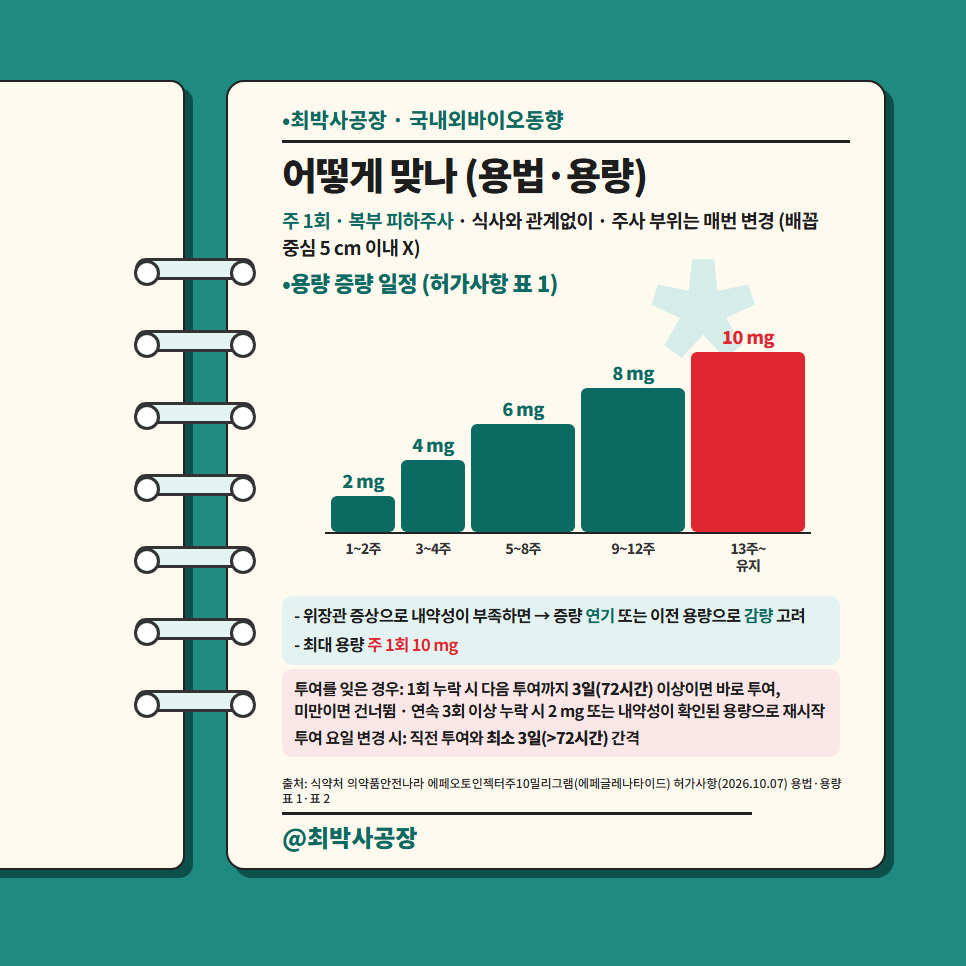 •최박사공장 · 국내외바이오동향
어떻게 맞나 (용법·용량)
주 1회 · 복부 피하주사 · 식사와 관계없이 · 주사 부위는 매번 변경 (배꼽
중심 5 cm 이내 X)
•용량 증량 일정 (허가사항 표 1)
10 mg
8 mg
6 mg
4 mg
2 mg
1~2주
3~4주
5~8주
9~12주
13주~
유지
- 위장관 증상으로 내약성이 부족하면 → 증량 연기 또는 이전 용량으로 감량 고려
- 최대 용량 주 1회 10 mg
투여를 잊은 경우: 1회 누락 시 다음 투여까지 3일(72시간) 이상이면 바로 투여,
미만이면 건너뜀 · 연속 3회 이상 누락 시 2 mg 또는 내약성이 확인된 용량으로 재시작
투여 요일 변경 시: 직전 투여와 최소 3일(>72시간) 간격
출처: 식약처 의약품안전나라 에페오토인젝터주10밀리그램(에페글레나타이드) 허가사항(2026.10.07) 용법·용량
표 1·표 2
@최박사공장